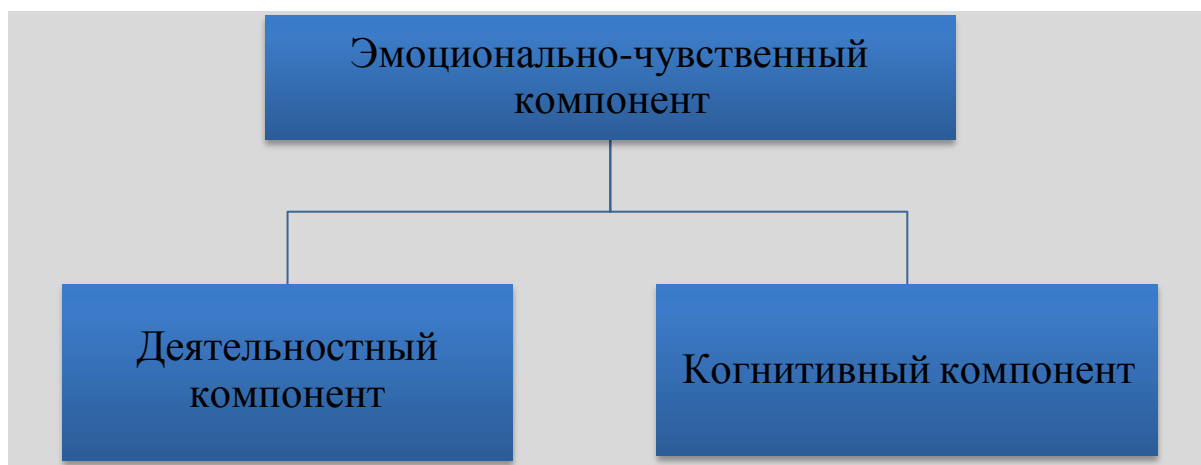 Эмоционально-чувственный
компонент
Деятельностный
компонент
Когнитивный компонент